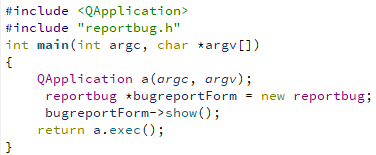 #include <QApplication>
#include "reportbug.h"
int main(int argc, char *argv[])
{
    QApplication a(argc, argv);
     reportbug *bugreportForm = new reportbug;
     bugreportForm->show();
    return a.exec();
}